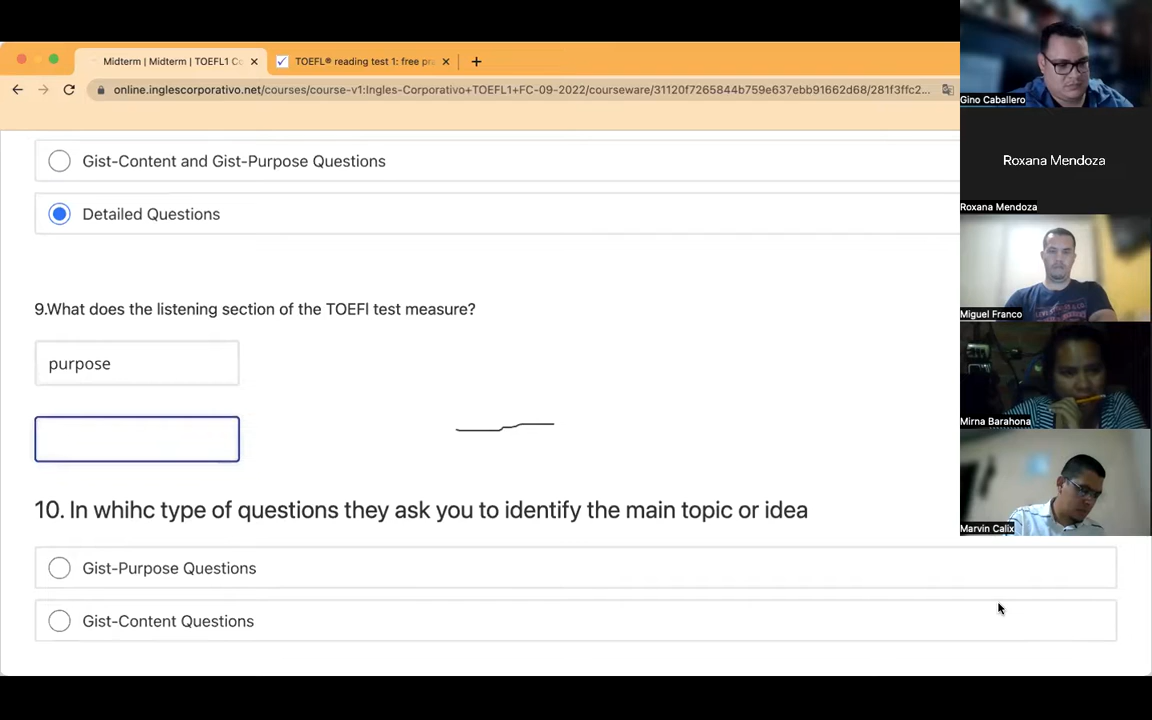 Midterm | Midterm | TOEFL1 Co
TOEFL® reading test 1: free pra
online.inglescorporativo.net/courses/course-v1:Ingles-Corporativo+TOEFL1+FC-09-2022/courseware/31120f7265844b759e637ebb91662d68/281f3ffc2...
Gist-Content and Gist-Purpose Questions
Detailed Questions
9.What does the listening section of the TOEFl test measure?
purpose
10. In whihc type of questions they ask you to identify the main topic or idea
Gist-Purpose Questions
Gist-Content Questions
Gino Caballero
Roxana Mendoza
Roxana Mendoza
Miguel Franco
Mirna Barahona
Marvin Calix